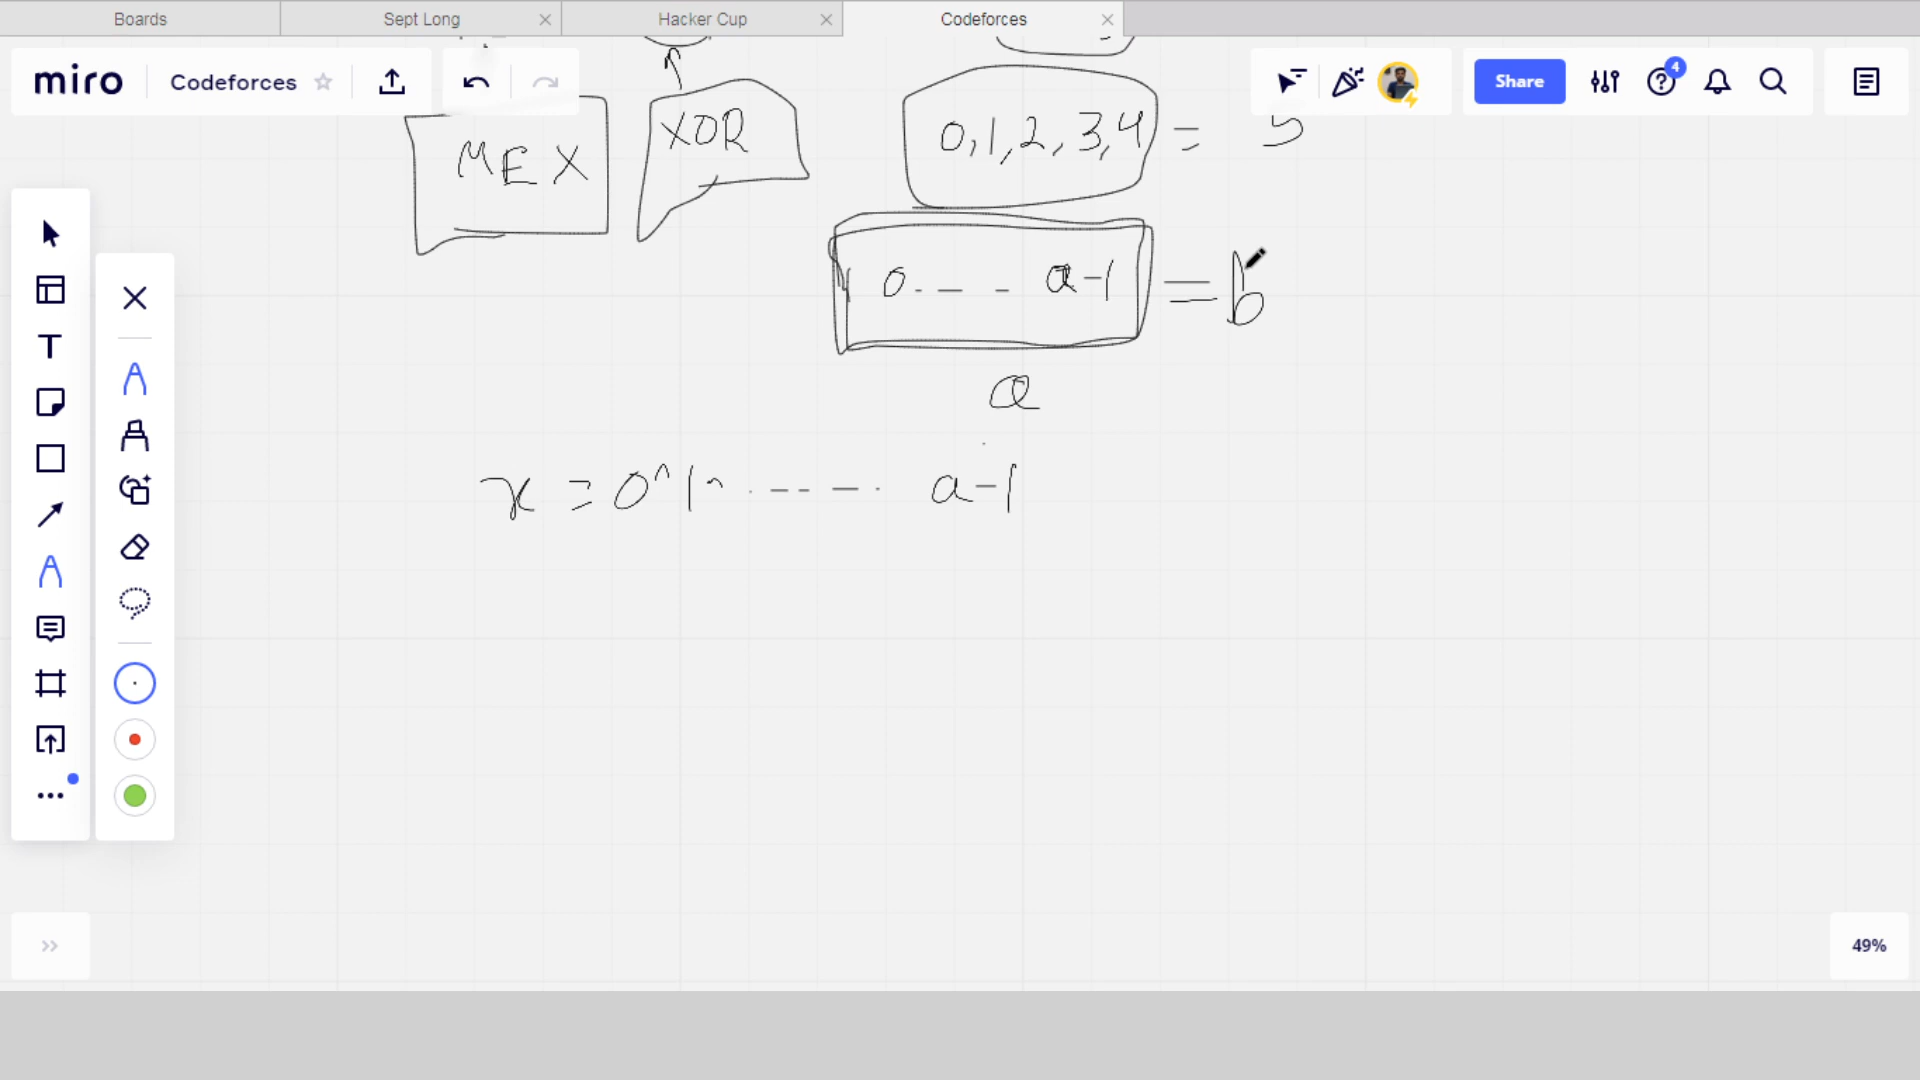 Boards Sept Long Hacker Cup Codeforces
miro Codeforces Share 4
MEX XOR 0,1,2,3,4 = 5
0.--. a-1 = b
a
x = 0^1^ .----. a-1
49%